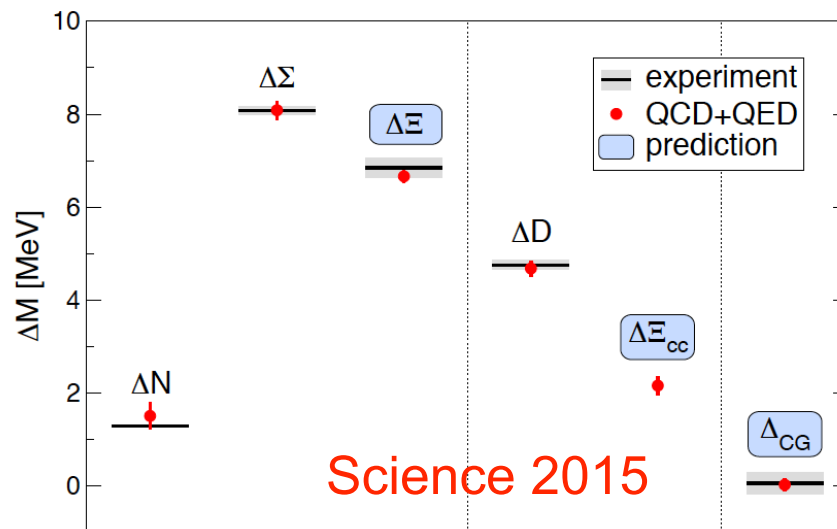 10
8
6
4
2
0
ΔM [MeV]
ΔN
ΔΣ
ΔΞ
ΔD
ΔΞcc
ΔCG
experiment
QCD+QED
prediction
Science 2015